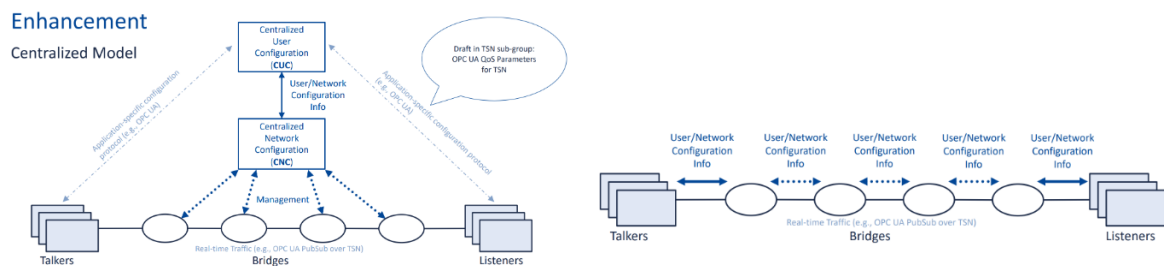 Enhancement
Centralized Model
Centralized
User
Configuration
(CUC)
Draft in TSN sub-group:
OPC UA QoS Parameters
for TSN
Application-specific configuration
protocol (e.g., OPC UA)
User/Network
Configuration
Info
Application-specific configuration protocol
(e.g., OPC UA)
Centralized
Network
Configuration
(CNC)
Management
Real-time Traffic (e.g., OPC UA PubSub over TSN)
Talkers
Bridges
Listeners
User/Network
Configuration
Info
User/Network
Configuration
Info
User/Network
Configuration
Info
User/Network
Configuration
Info
User/Network
Configuration
Info
Real-time Traffic (e.g., OPC UA PubSub over TSN)
Talkers
Bridges
Listeners